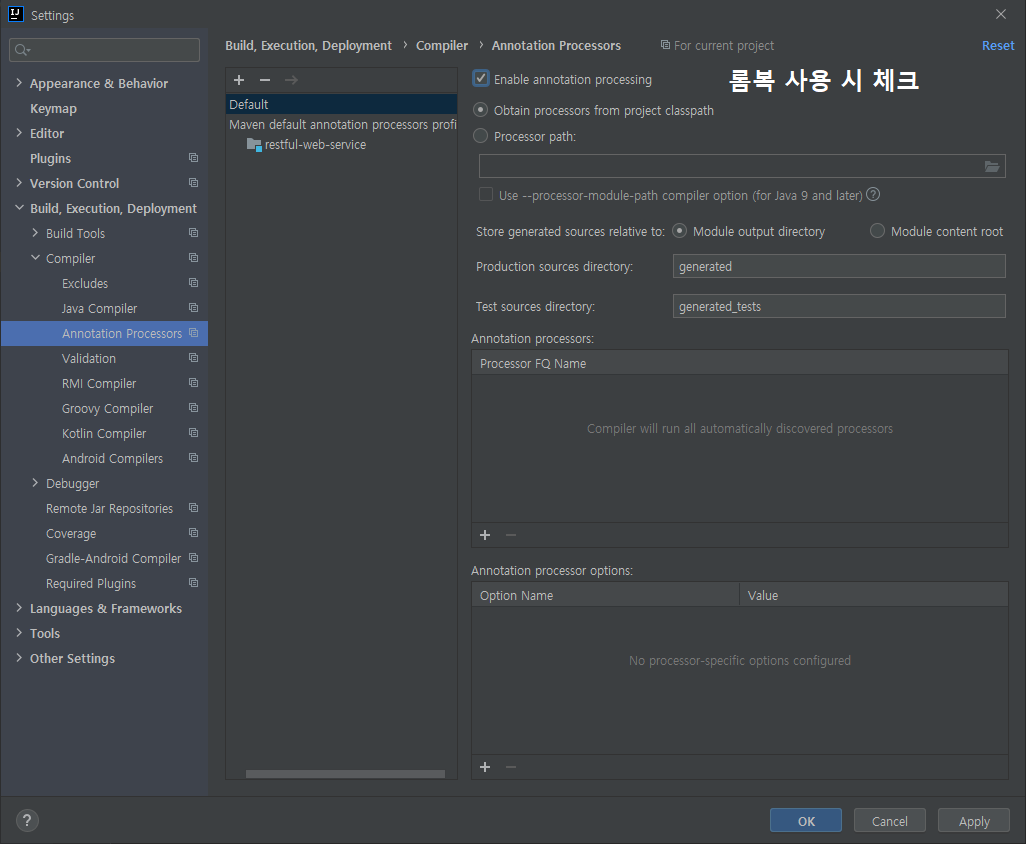 Settings
Build, Execution, Deployment › Compiler › Annotation Processors For current project Reset
Appearance & Behavior
Keymap
Editor
Plugins
Version Control
Build, Execution, Deployment
Build Tools
Compiler
Excludes
Java Compiler
Annotation Processors
Validation
RMI Compiler
Groovy Compiler
Kotlin Compiler
Android Compilers
Debugger
Remote Jar Repositories
Coverage
Gradle-Android Compiler
Required Plugins
Languages & Frameworks
Tools
Other Settings
Default
Maven default annotation processors profi
restful-web-service
Enable annotation processing
롬복 사용 시 체크
Obtain processors from project classpath
Processor path:
Use --processor-module-path compiler option (for Java 9 and later) ?
Store generated sources relative to: Module output directory Module content root
Production sources directory: generated
Test sources directory: generated_tests
Annotation processors:
Processor FQ Name
Compiler will run all automatically discovered processors
Annotation processor options:
Option Name Value
No processor-specific options configured
? OK Cancel Apply